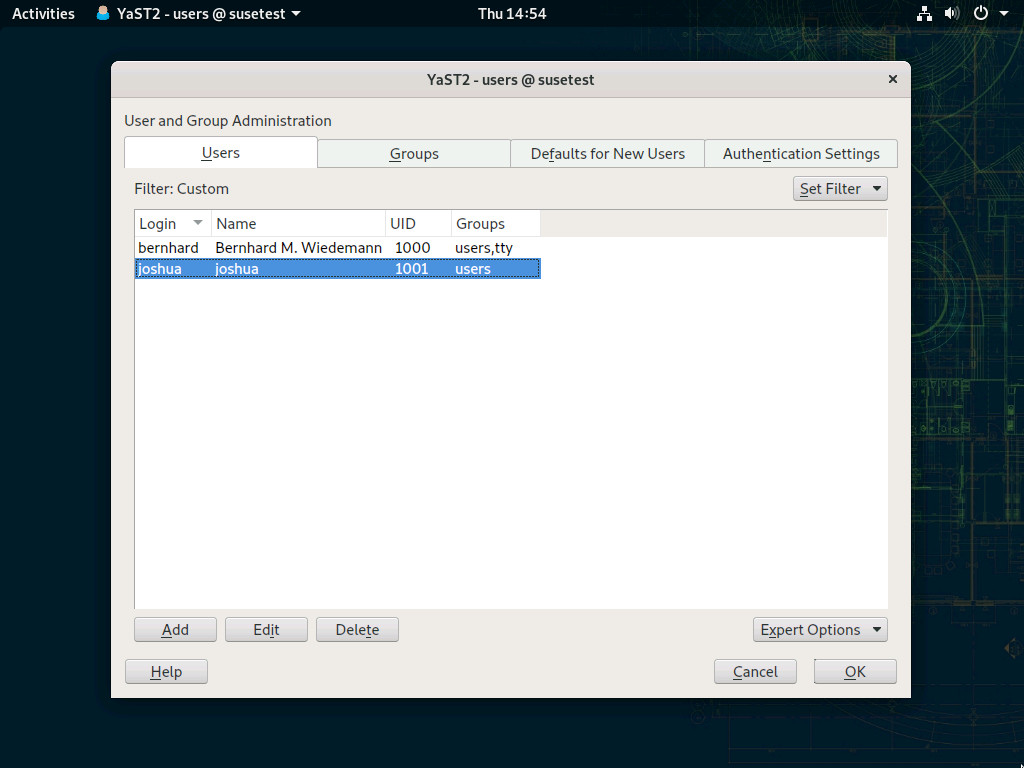 Activities YaST2 - users @ susetest Thu 14:54
YaST2 - users @ susetest
User and Group Administration
Users Groups Defaults for New Users Authentication Settings
Filter: Custom Set Filter
Login Name UID Groups
bernhard Bernhard M. Wiedemann 1000 users,tty
joshua joshua 1001 users
Add Edit Delete Expert Options
Help Cancel OK